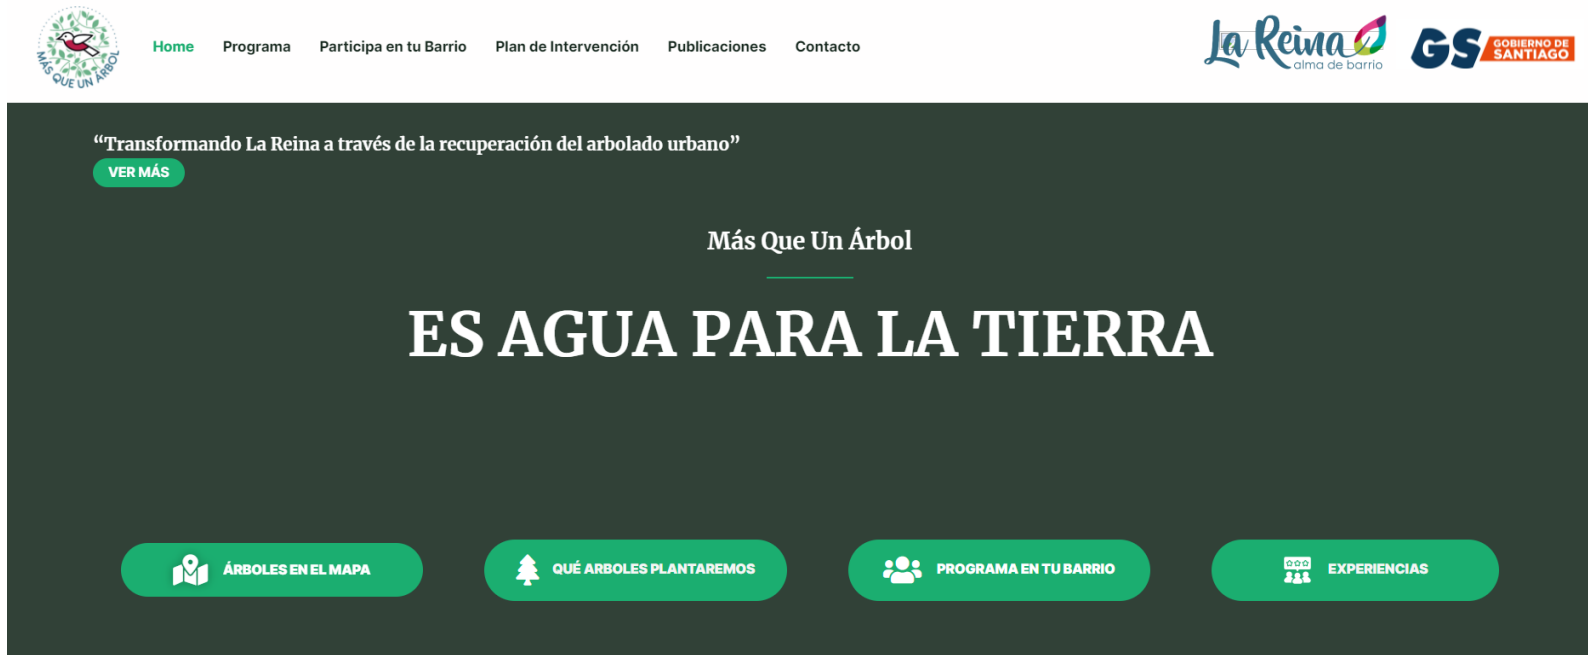 MÁS QUE UN ÁRBOL
Home
Programa
Participa en tu Barrio
Plan de Intervención
Publicaciones
Contacto
La Reina
alma de barrio
GS
GOBIERNO DE
SANTIAGO
“Transformando La Reina a través de la recuperación del arbolado urbano”
VER MÁS
Más Que Un Árbol
ES AGUA PARA LA TIERRA
ÁRBOLES EN EL MAPA
QUÉ ARBOLES PLANTAREMOS
PROGRAMA EN TU BARRIO
EXPERIENCIAS